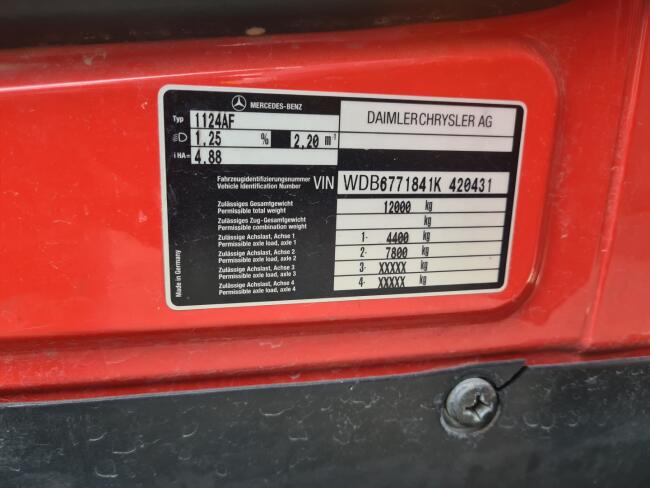 MERCEDES-BENZ
Typ 1124AF
DAIMLERCHRYSLER AG
1,25 % 2,20 m⁻¹
i HA= 4,88
Fahrzeugidentifizierungsnummer
Vehicle Identification Number
VIN WDB6771841K 420431
Zulässiges Gesamtgewicht
Permissible total weight
12000 kg
Zulässiges Zug-Gesamtgewicht
Permissible combination weight
kg
Zulässige Achslast, Achse 1
Permissible axle load, axle 1
1- 4400 kg
Zulässige Achslast, Achse 2
Permissible axle load, axle 2
2- 7800 kg
Zulässige Achslast, Achse 3
Permissible axle load, axle 3
3- XXXXX kg
Zulässige Achslast, Achse 4
Permissible axle load, axle 4
4- XXXXX kg
Made in Germany